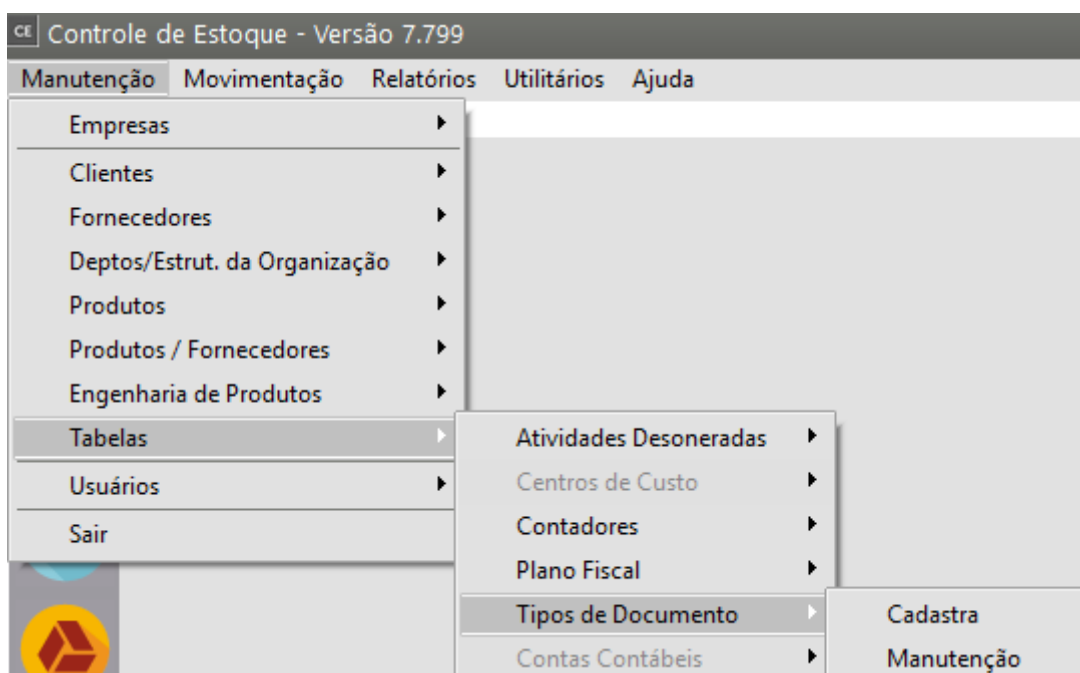 CE Controle de Estoque - Versão 7.799
Manutenção Movimentação Relatórios Utilitários Ajuda
Empresas
Clientes
Fornecedores
Deptos/Estrut. da Organização
Produtos
Produtos / Fornecedores
Engenharia de Produtos
Tabelas
Usuários
Sair
Atividades Desoneradas
Centros de Custo
Contadores
Plano Fiscal
Tipos de Documento
Contas Contábeis
Cadastra
Manutenção